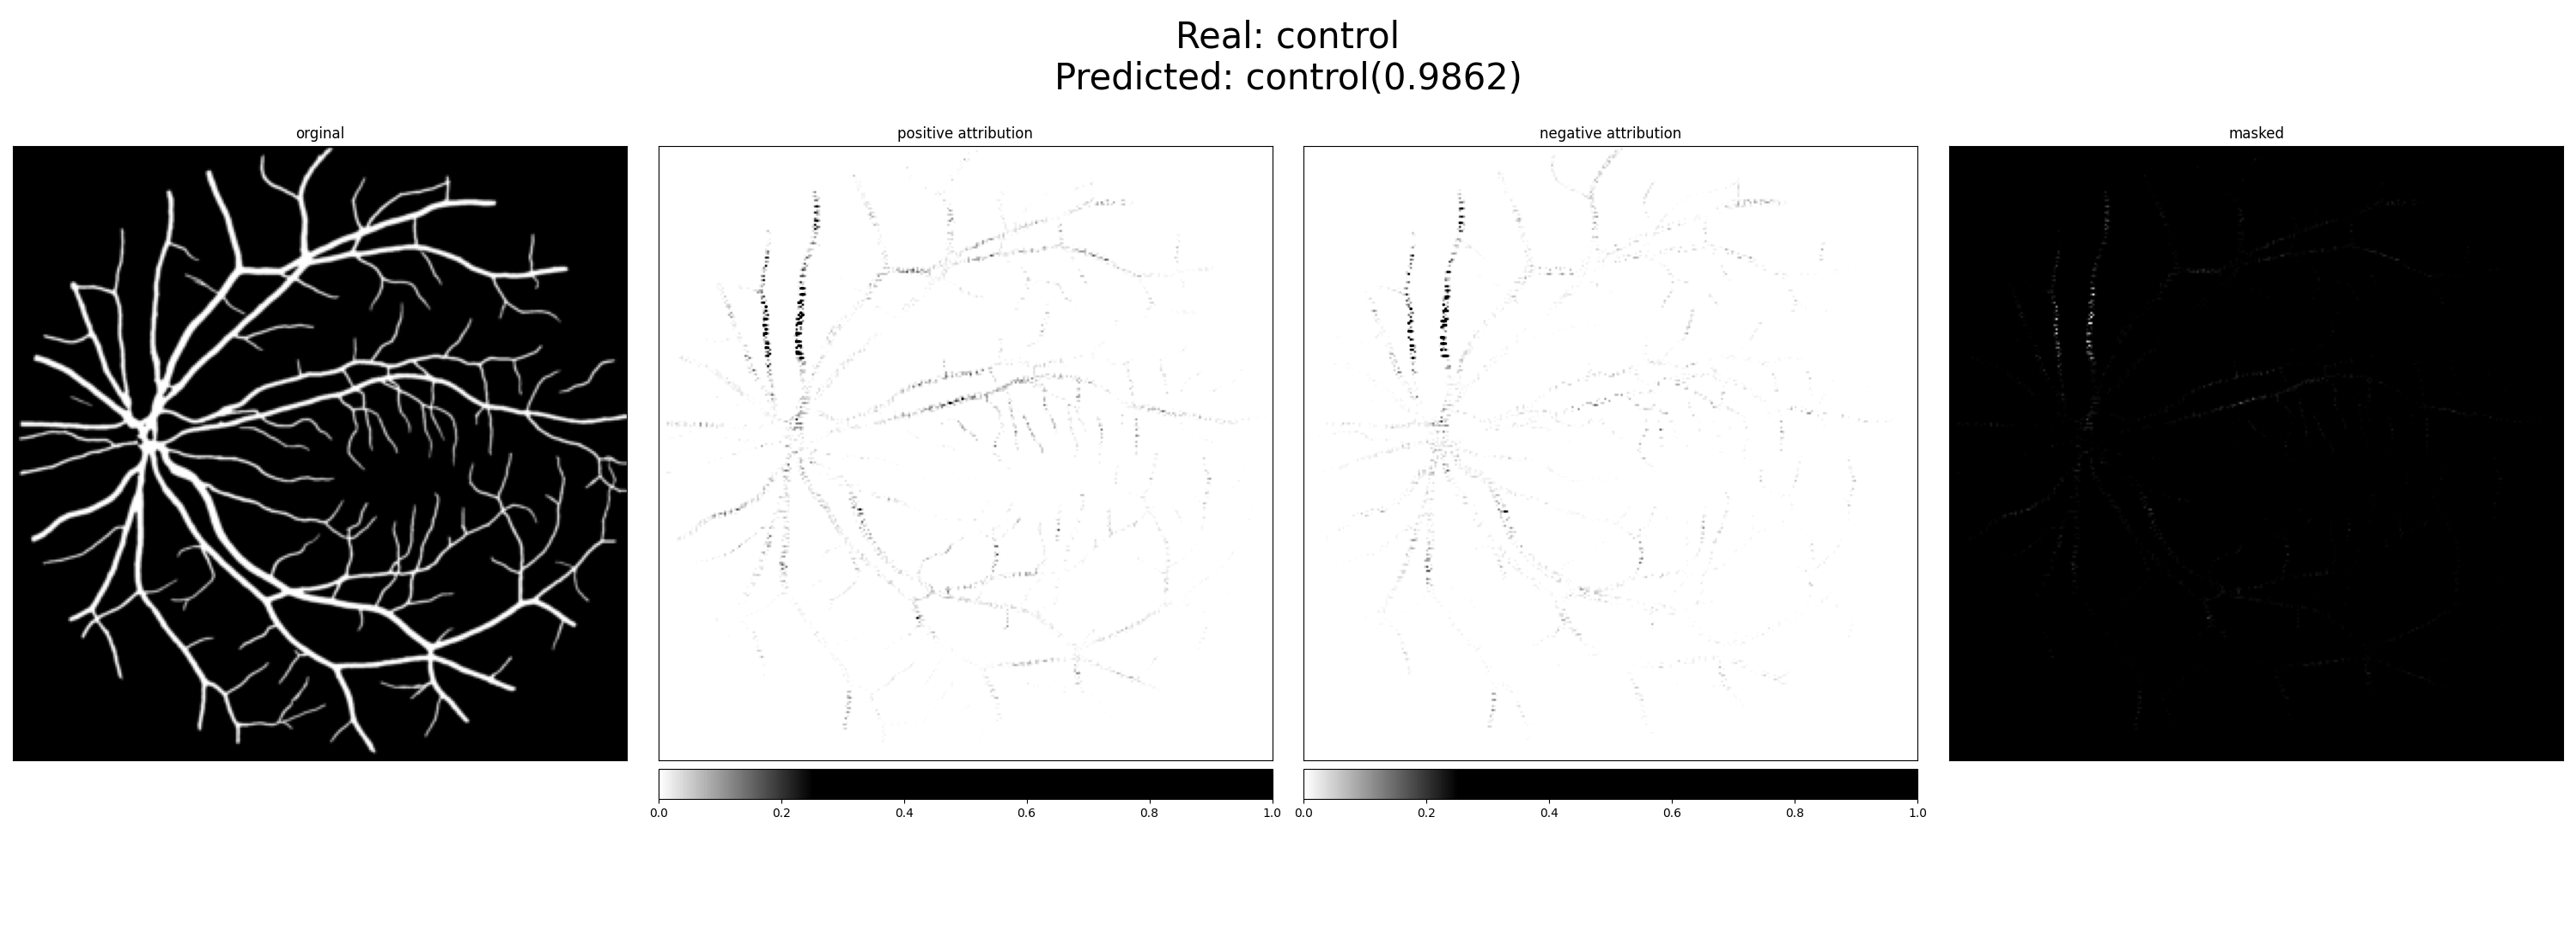 Real: control
Predicted: control(0.9862)
orginal
positive attribution
negative attribution
masked
0.0 0.2 0.4 0.6 0.8 1.0
0.0 0.2 0.4 0.6 0.8 1.0